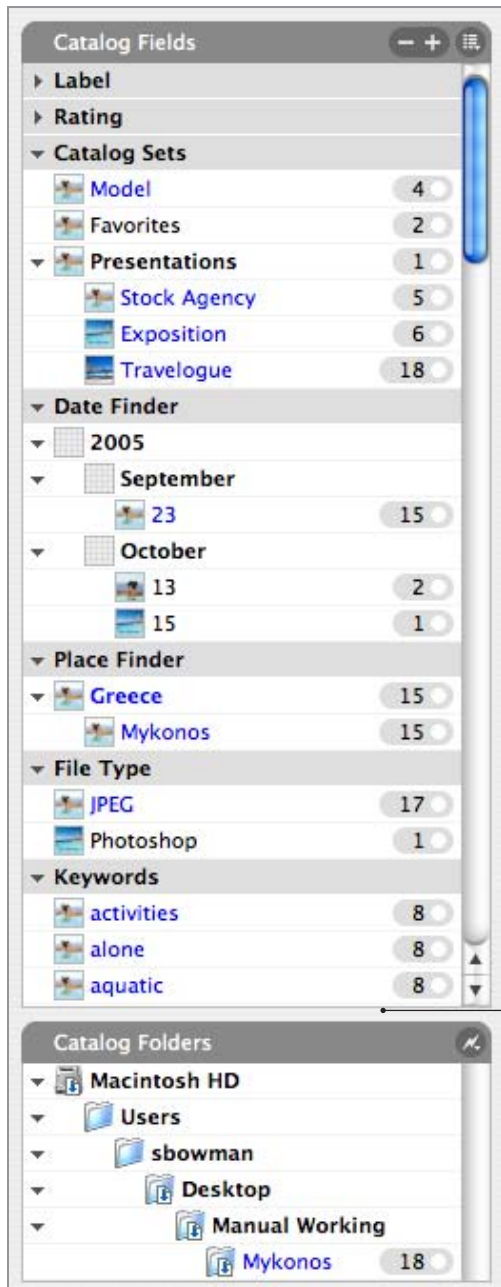 Catalog Fields
Label
Rating
Catalog Sets
Model 4
Favorites 2
Presentations 1
Stock Agency 5
Exposition 6
Travelogue 18
Date Finder
2005
September
23 15
October
13 2
15 1
Place Finder
Greece 15
Mykonos 15
File Type
JPEG 17
Photoshop 1
Keywords
activities 8
alone 8
aquatic 8
Catalog Folders
Macintosh HD
Users
sbowman
Desktop
Manual Working
Mykonos 18